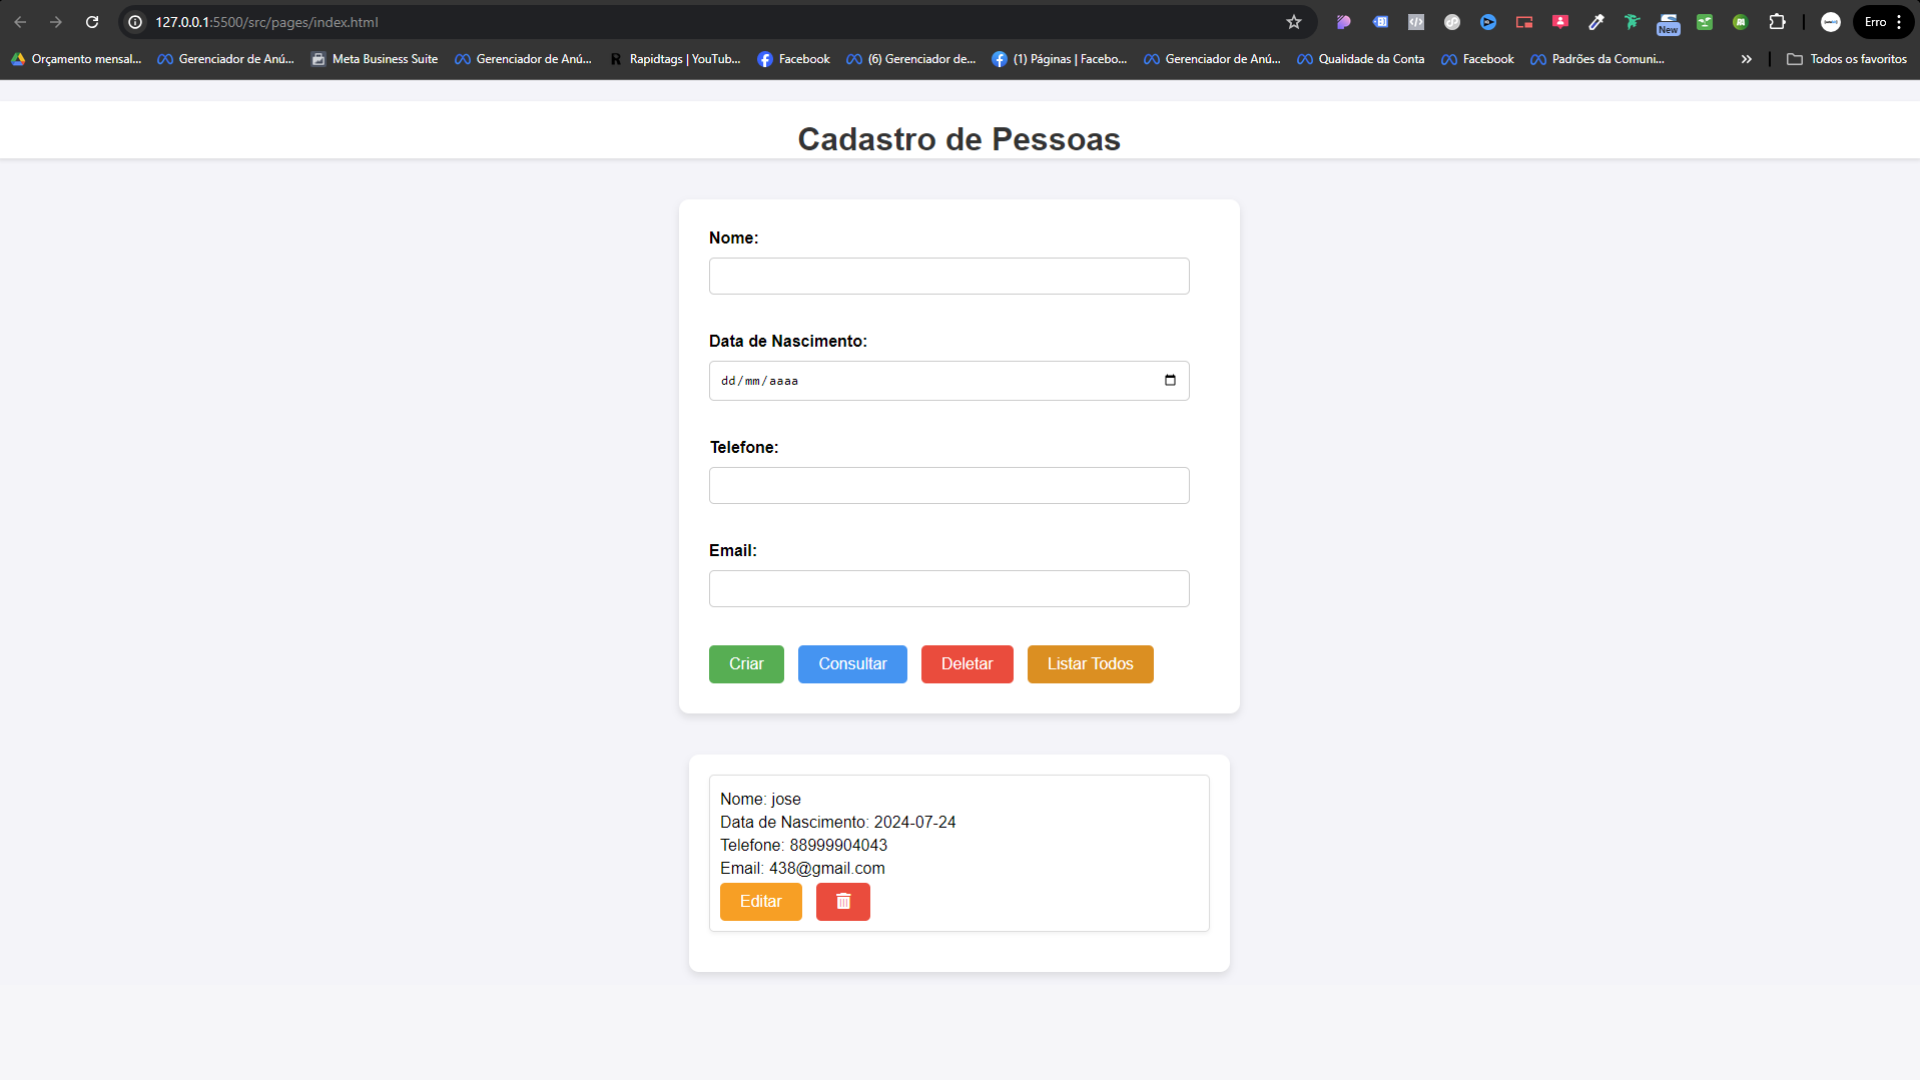 127.0.0.1:5500/src/pages/index.html
New
Erro
Orçamento mensal...
Gerenciador de Anú...
Meta Business Suite
Gerenciador de Anú...
Rapidtags | YouTub...
Facebook
(6) Gerenciador de...
(1) Páginas | Facebo...
Gerenciador de Anú...
Qualidade da Conta
Facebook
Padrões da Comuni...
Todos os favoritos
Cadastro de Pessoas
Nome:
Data de Nascimento:
dd/mm/aaaa
Telefone:
Email:
Criar
Consultar
Deletar
Listar Todos
Nome: jose
Data de Nascimento: 2024-07-24
Telefone: 88999904043
Email: 438@gmail.com
Editar